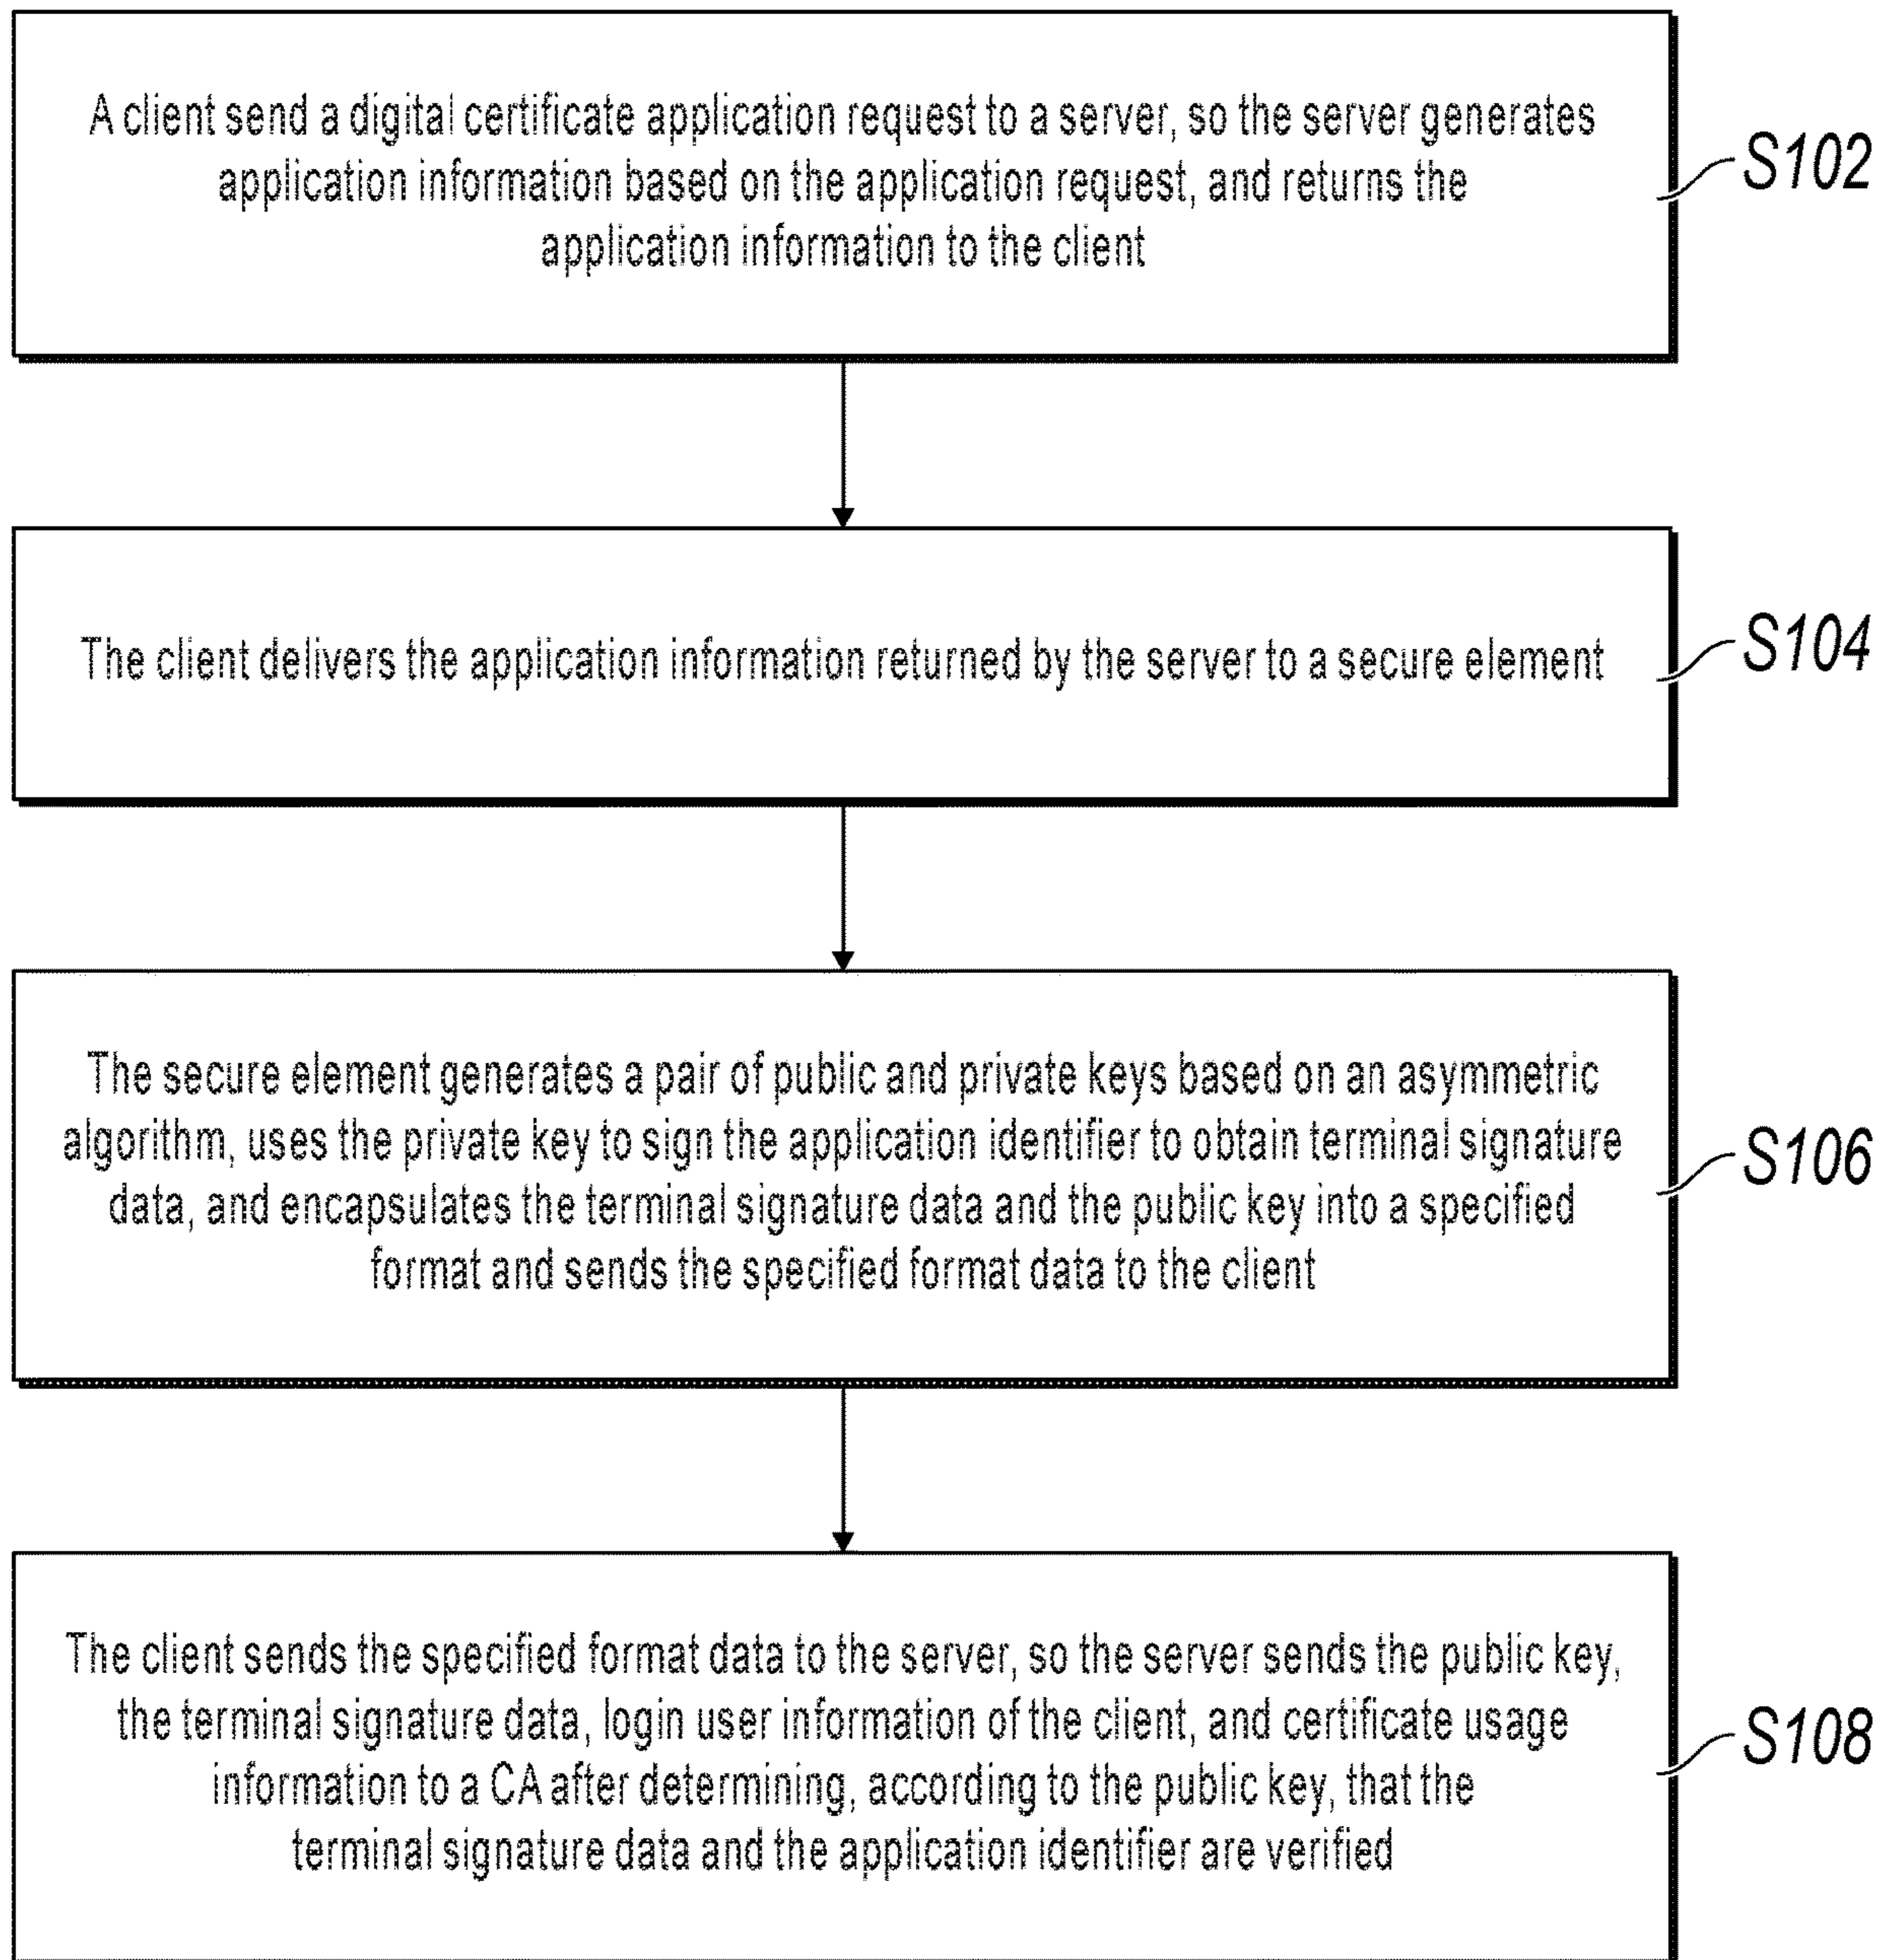 A client send a digital certificate application request to a server, so the server generates
application information based on the application request, and returns the
application information to the client
S102
The client delivers the application information returned by the server to a secure element
S104
The secure element generates a pair of public and private keys based on an asymmetric
algorithm, uses the private key to sign the application identifier to obtain terminal signature
data, and encapsulates the terminal signature data and the public key into a specified
format and sends the specified format data to the client
S106
The client sends the specified format data to the server, so the server sends the public key,
the terminal signature data, login user information of the client, and certificate usage
information to a CA after determining, according to the public key, that the
terminal signature data and the application identifier are verified
S108